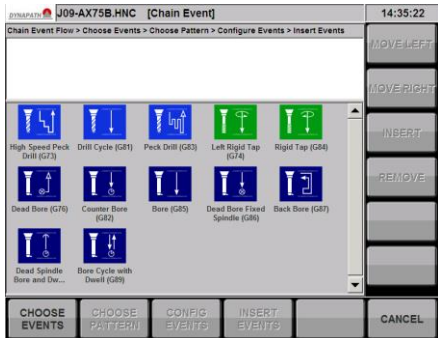 DYNAPATH J09-AX75B.HNC [Chain Event] 14:35:22
Chain Event Flow > Choose Events > Choose Pattern > Configure Events > Insert Events
MOVE LEFT
MOVE RIGHT
INSERT
REMOVE
High Speed Peck
Drill (G73)
Drill Cycle (G81)
Peck Drill (G83)
Left Rigid Tap
(G74)
Rigid Tap (G84)
Dead Bore (G76)
Counter Bore
(G82)
Bore (G85)
Dead Bore Fixed
Spindle (G86)
Back Bore (G87)
Dead Spindle
Bore and Dw...
Bore Cycle with
Dwell (G89)
CHOOSE
EVENTS
CHOOSE
PATTERN
CONFIG
EVENTS
INSERT
EVENTS
CANCEL